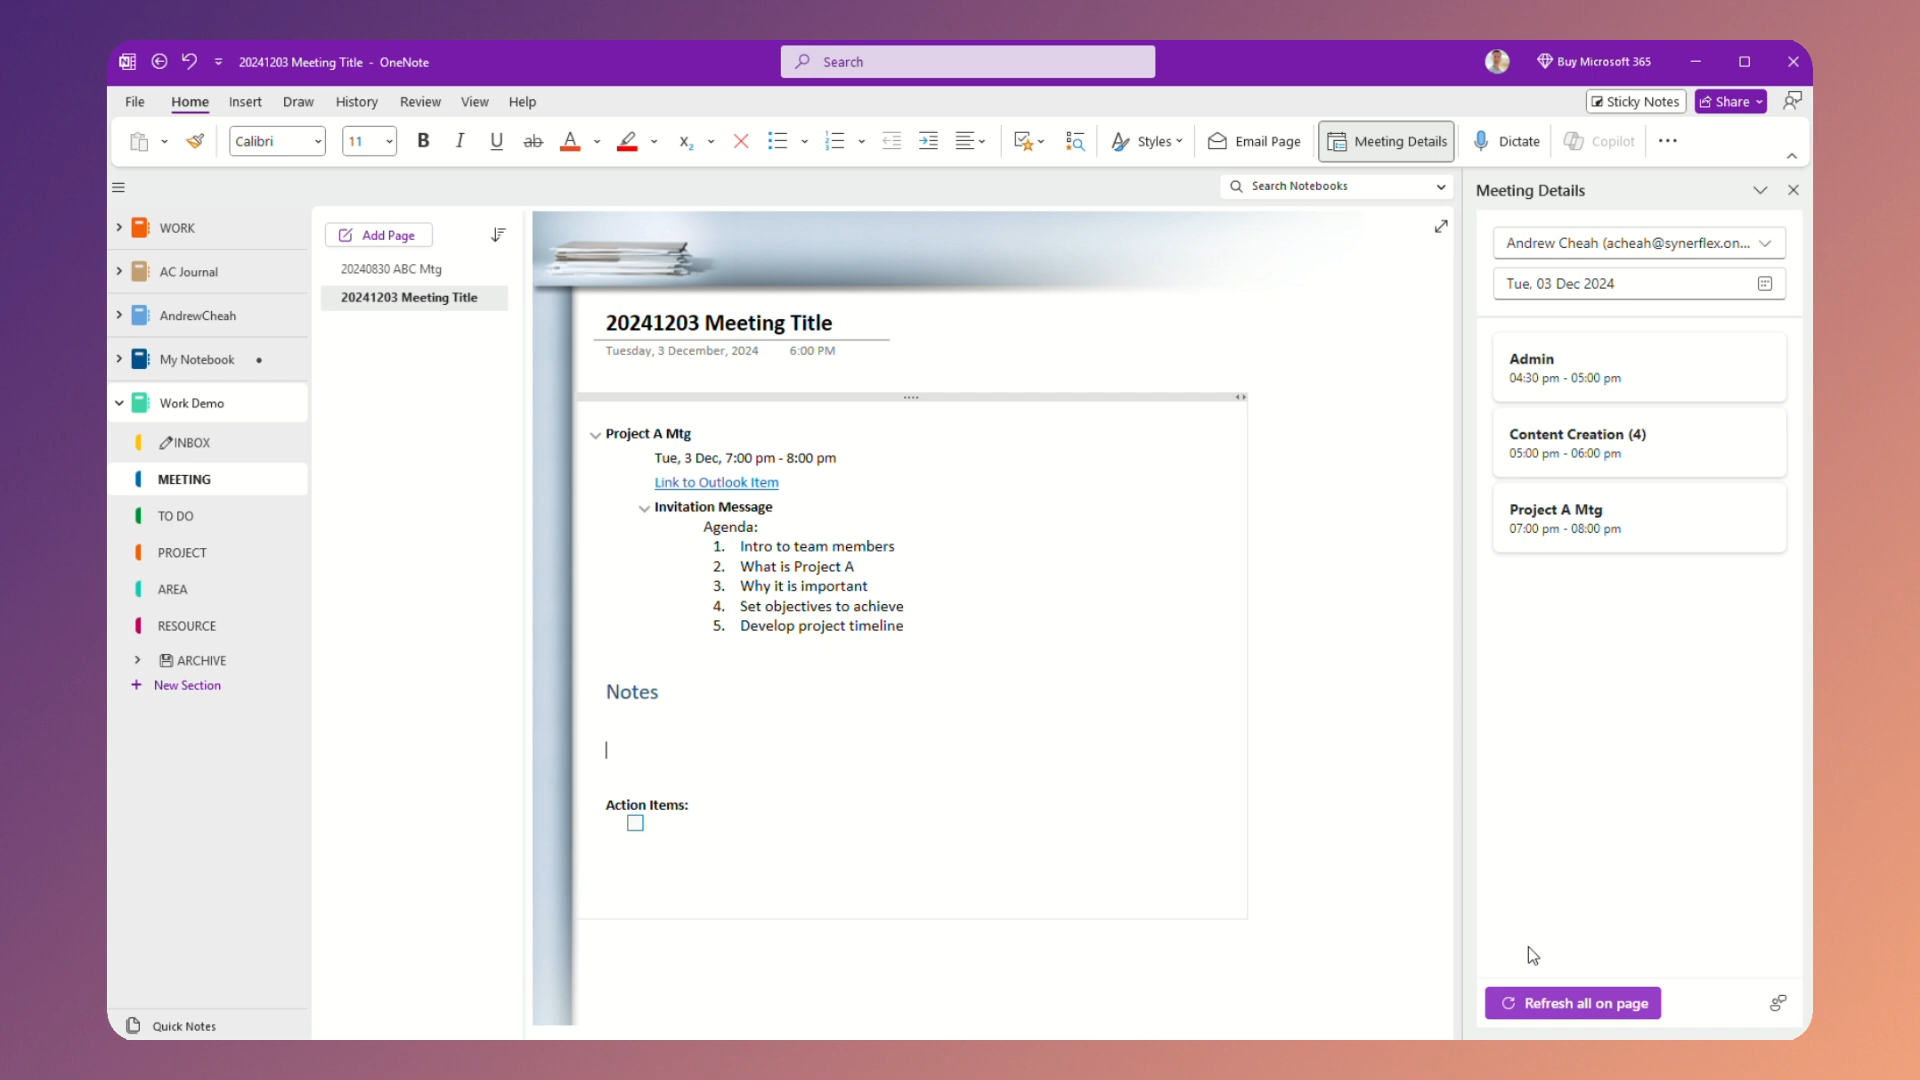 20241203 Meeting Title - OneNote
Search
Buy Microsoft 365
File Home Insert Draw History Review View Help
Sticky Notes Share
Calibri 11 B I U ab A x₂ Styles Email Page Meeting Details Dictate Copilot
Search Notebooks
Meeting Details
WORK
AC Journal
AndrewCheah
My Notebook
Work Demo
INBOX
MEETING
TO DO
PROJECT
AREA
RESOURCE
ARCHIVE
New Section
Quick Notes
Add Page
20240830 ABC Mtg
20241203 Meeting Title
20241203 Meeting Title
Tuesday, 3 December, 2024 6:00 PM
Project A Mtg
Tue, 3 Dec, 7:00 pm - 8:00 pm
Link to Outlook Item
Invitation Message
Agenda:
1. Intro to team members
2. What is Project A
3. Why it is important
4. Set objectives to achieve
5. Develop project timeline
Notes
Action Items:
Andrew Cheah (acheah@synerflex.on...
Tue, 03 Dec 2024
Admin
04:30 pm - 05:00 pm
Content Creation (4)
05:00 pm - 06:00 pm
Project A Mtg
07:00 pm - 08:00 pm
Refresh all on page